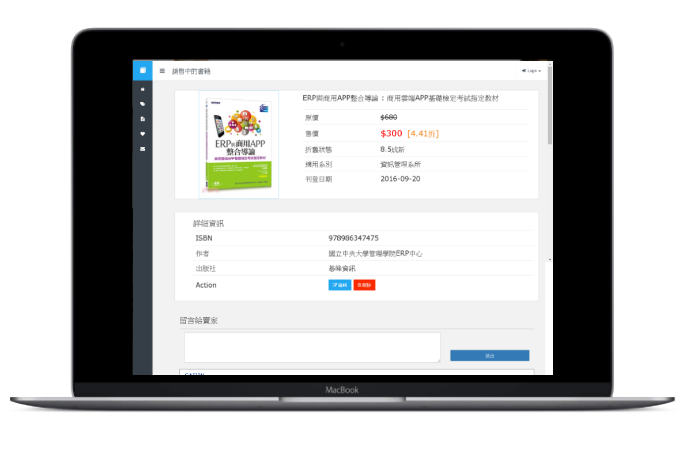 銷售中的書籍
Login
ERP與商用APP整合導論：商用雲端APP基礎檢定考試指定教材
ERP與商用APP
整合導論
原價 $680
售價 $300 [4.41折]
折舊狀態 8.5成新
適用系別 資訊管理系所
刊登日期 2016-09-20
詳細資訊
ISBN 978986347475
作者 國立中央大學管理學院ERP中心
出版社 碁峰資訊
Action 編輯 刪除
留言給賣家
送出
MacBook